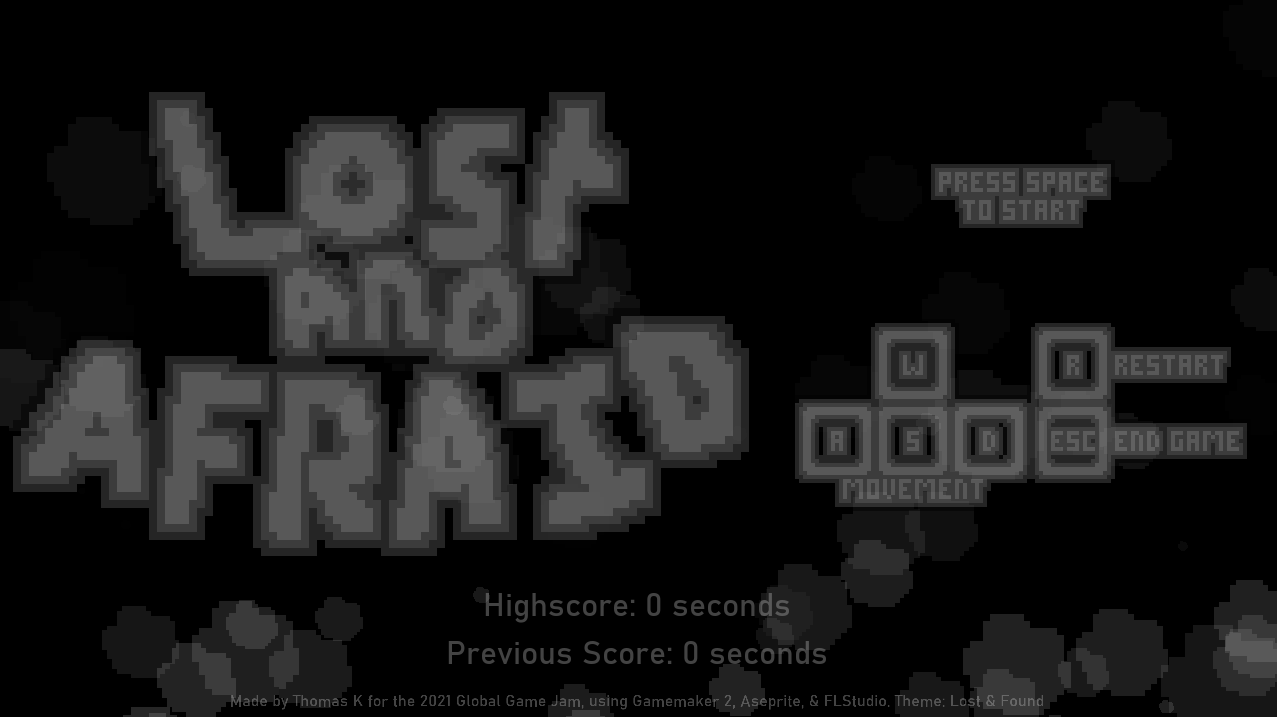 LOST
AND
AFRAID
PRESS SPACE
TO START
W
R RESTART
A S D
ESC END GAME
MOVEMENT
Highscore: 0 seconds
Previous Score: 0 seconds
Made by Thomas K for the 2021 Global Game Jam, using Gamemaker 2, Aseprite, & FLStudio. Theme: Lost & Found